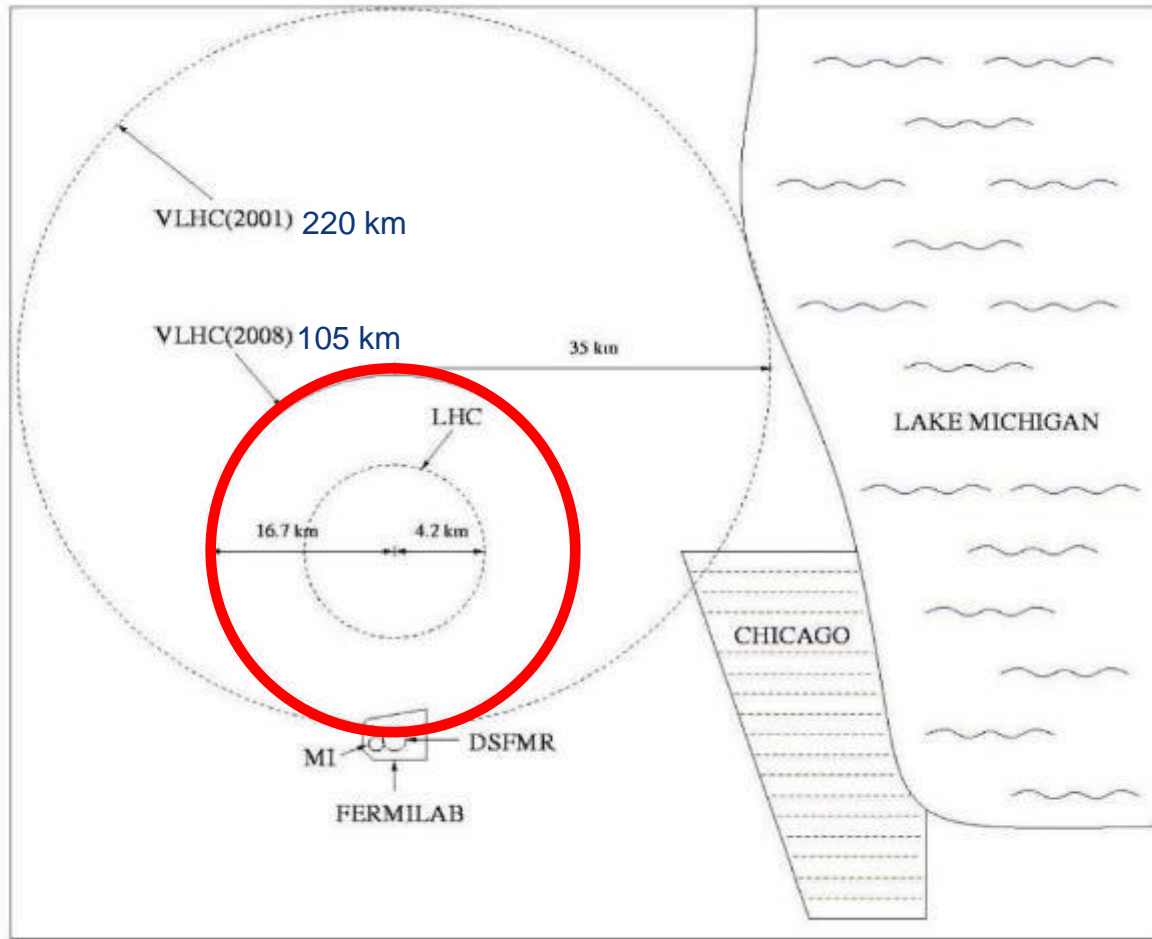 VLHC(2001) 220 km
VLHC(2008) 105 km
35 km
LHC
LAKE MICHIGAN
16.7 km
4.2 km
CHICAGO
MI
DSFMR
FERMILAB